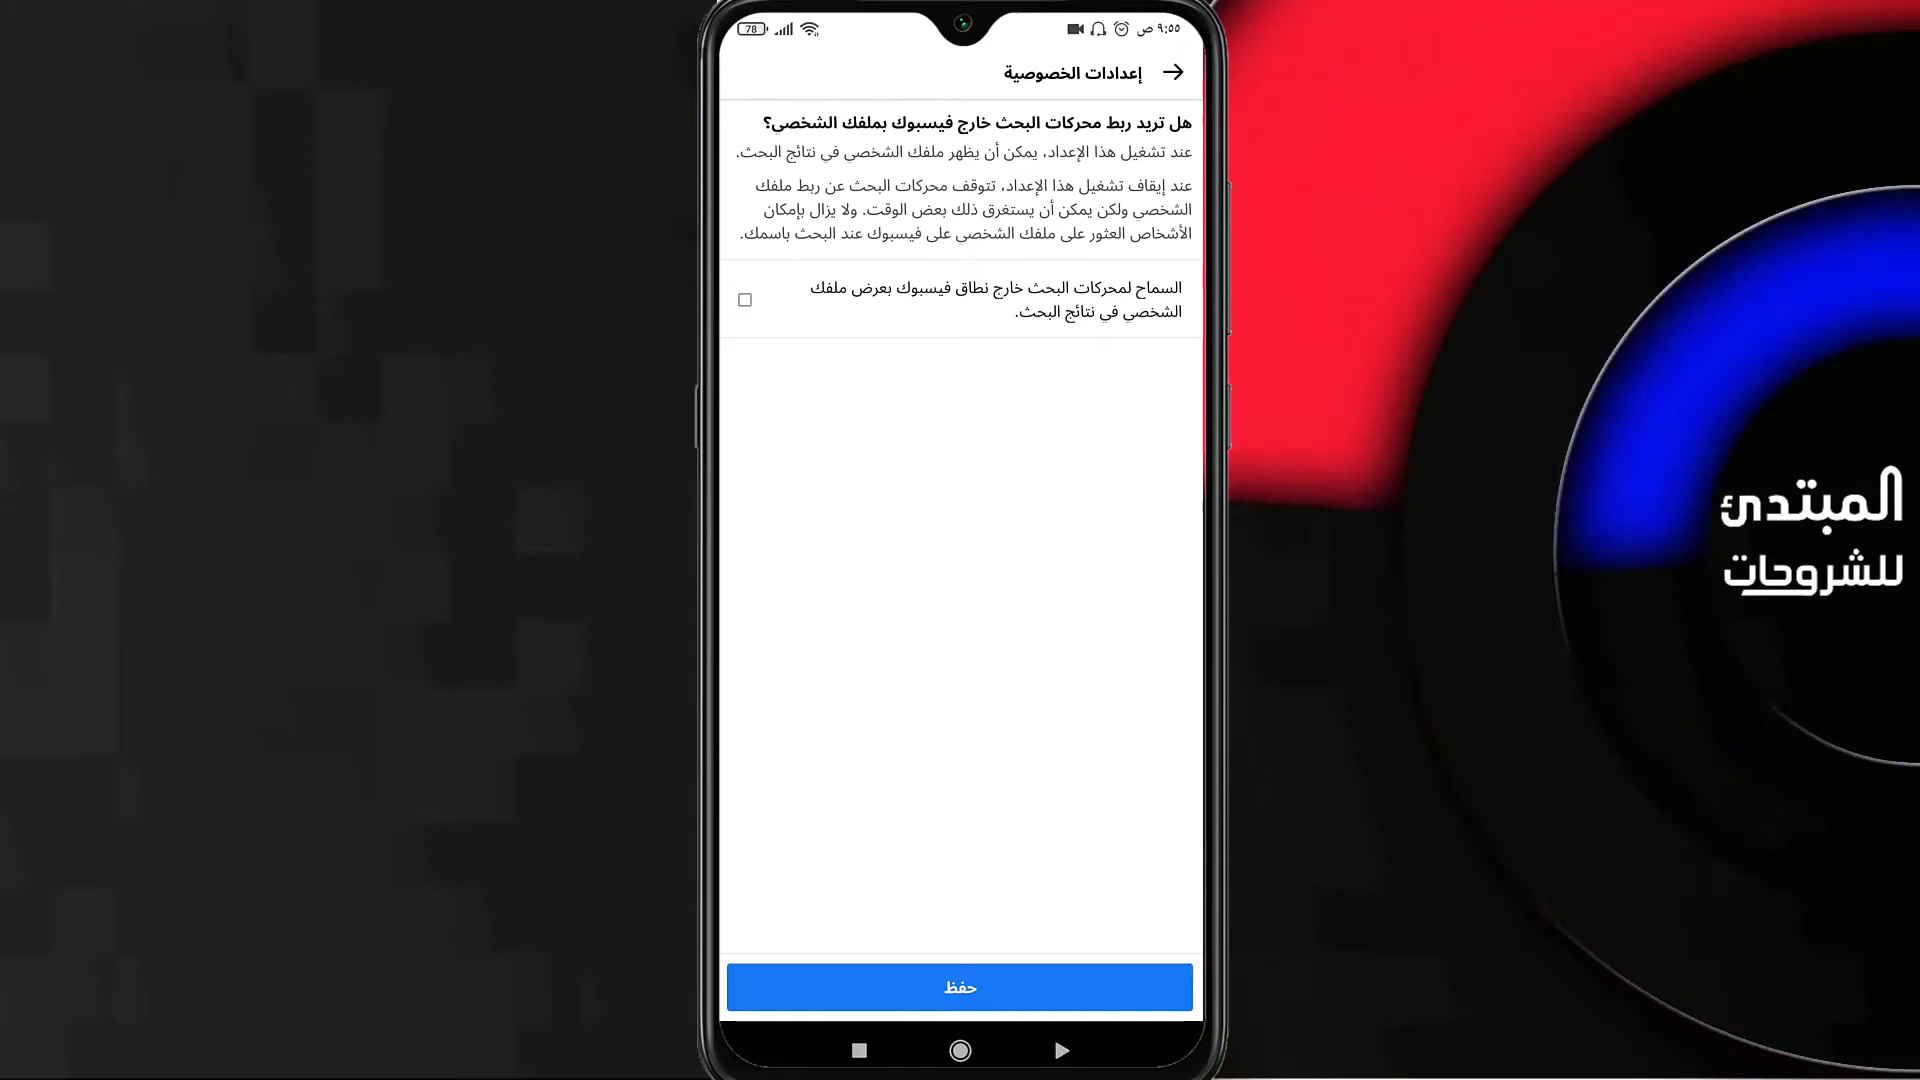 78
٩:٥٥ ص
إعدادات الخصوصية
هل تريد ربط محركات البحث خارج فيسبوك بملفك الشخصي؟
عند تشغيل هذا الإعداد، يمكن أن يظهر ملفك الشخصي في نتائج البحث.
عند إيقاف تشغيل هذا الإعداد، تتوقف محركات البحث عن ربط ملفك
الشخصي ولكن يمكن أن يستغرق ذلك بعض الوقت. ولا يزال بإمكان
الأشخاص العثور على ملفك الشخصي على فيسبوك عند البحث باسمك.
السماح لمحركات البحث خارج نطاق فيسبوك بعرض ملفك
الشخصي في نتائج البحث.
حفظ
المبتدئ
للشروحات